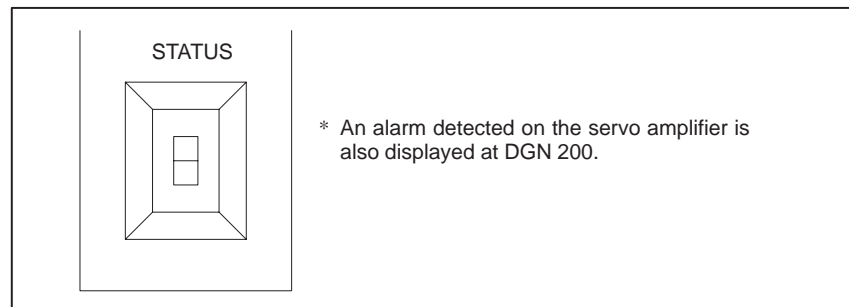 STATUS
* An alarm detected on the servo amplifier is
also displayed at DGN 200.